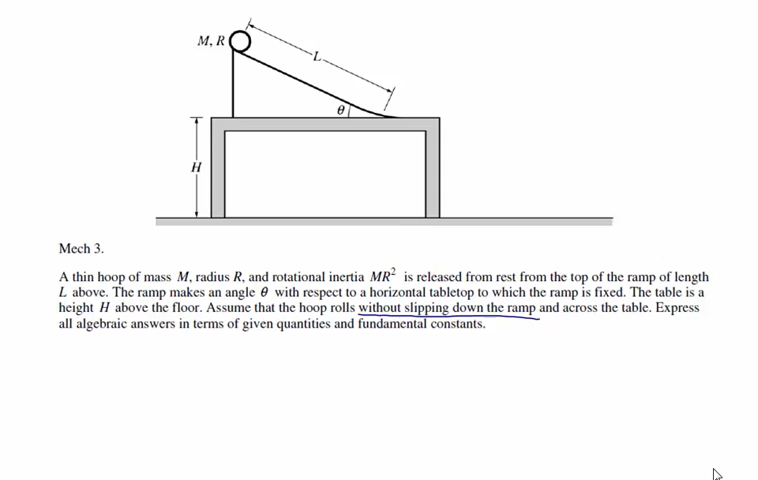 M, R
L
θ
H
Mech 3.
A thin hoop of mass M, radius R, and rotational inertia MR² is released from rest from the top of the ramp of length
L above. The ramp makes an angle θ with respect to a horizontal tabletop to which the ramp is fixed. The table is a
height H above the floor. Assume that the hoop rolls without slipping down the ramp and across the table. Express
all algebraic answers in terms of given quantities and fundamental constants.